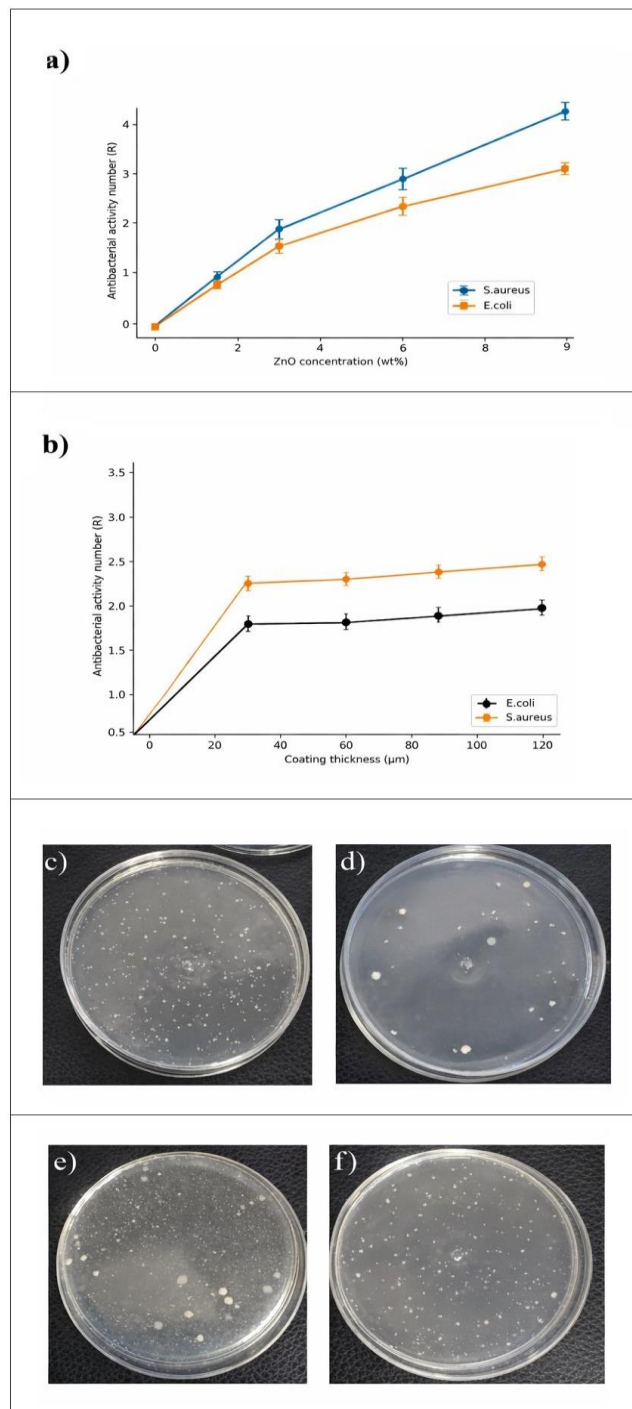 a)
Antibacterial activity number (R)
4
3
2
1
0
S.aureus
E.coli
0 2 4 6 8 9
ZnO concentration (wt%)
b)
Antibacterial activity number (R)
3.5
3.0
2.5
2.0
1.5
1.0
0.5
E.coli
S.aureus
0 20 40 60 80 100 120
Coating thickness (μm)
c) d)
e) f)